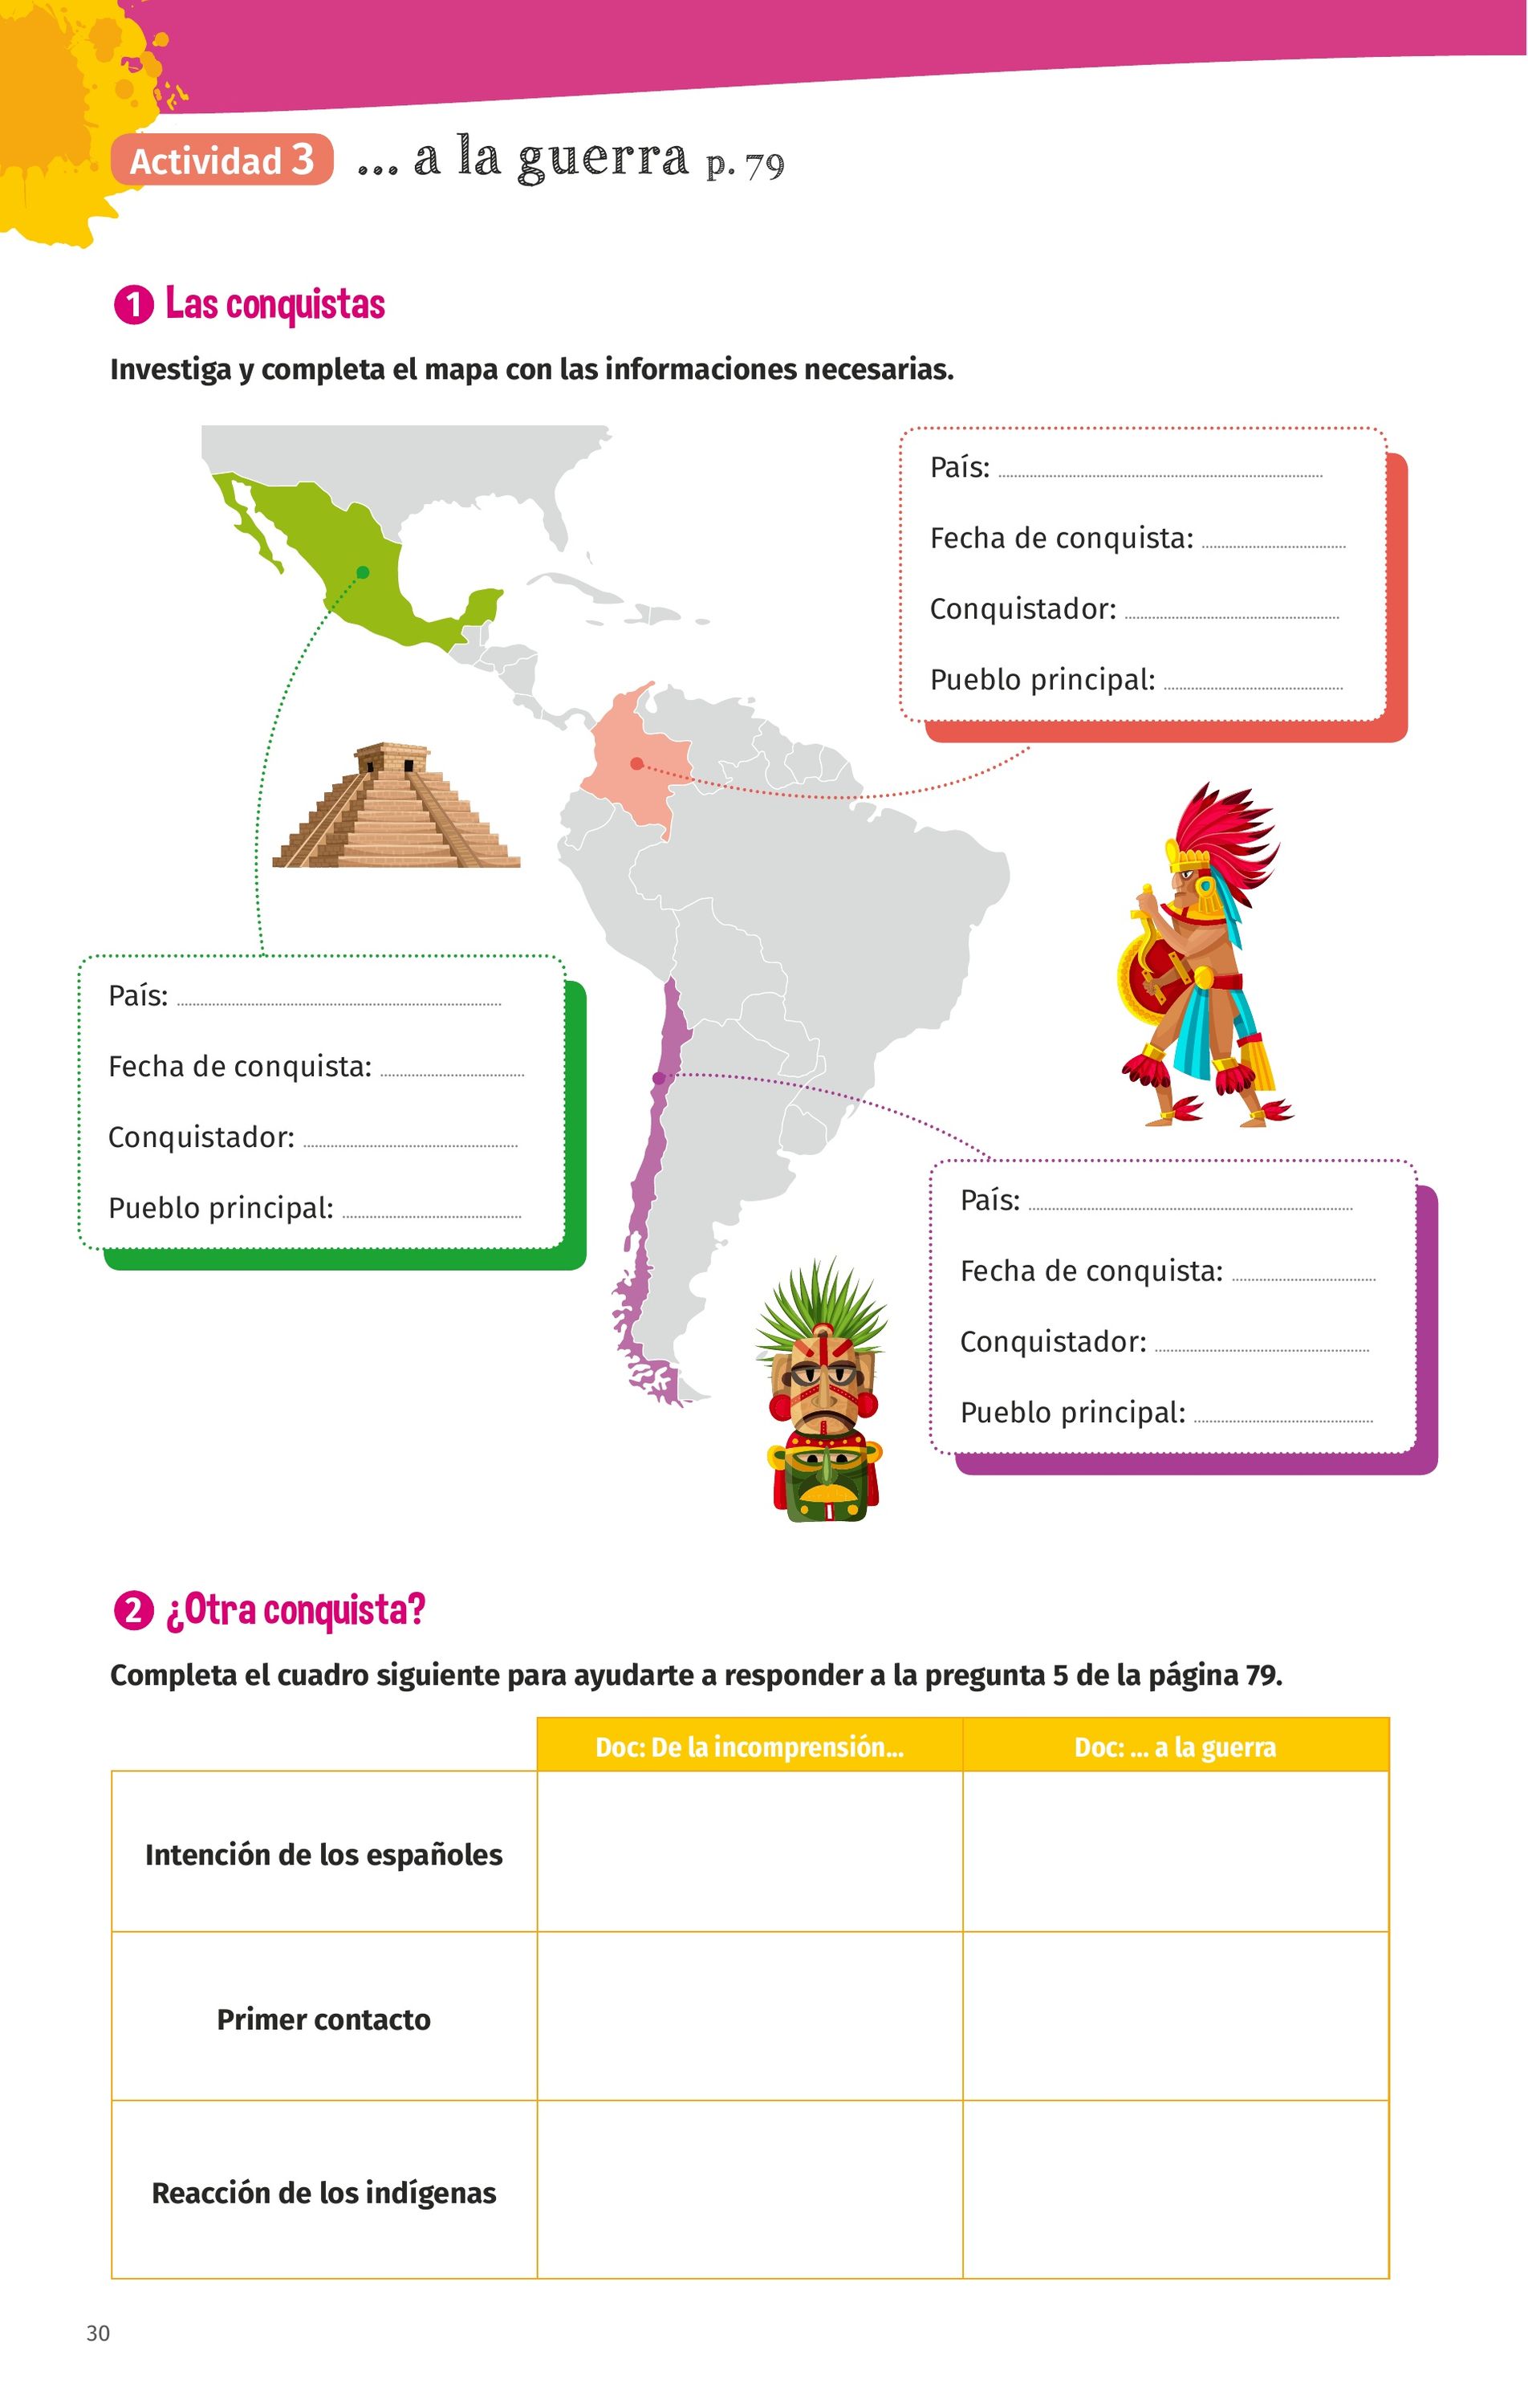 Actividad 3 ... a la guerra p. 79
1 Las conquistas
Investiga y completa el mapa con las informaciones necesarias.
País: ........................
Fecha de conquista: ........................
Conquistador: ........................
Pueblo principal: ........................
País: ........................
Fecha de conquista: ........................
Conquistador: ........................
Pueblo principal: ........................
País: ........................
Fecha de conquista: ........................
Conquistador: ........................
Pueblo principal: ........................
2 ¿Otra conquista?
Completa el cuadro siguiente para ayudarte a responder a la pregunta 5 de la página 79.
Doc: De la incomprensión... Doc: ... a la guerra
Intención de los españoles
Primer contacto
Reacción de los indígenas
30